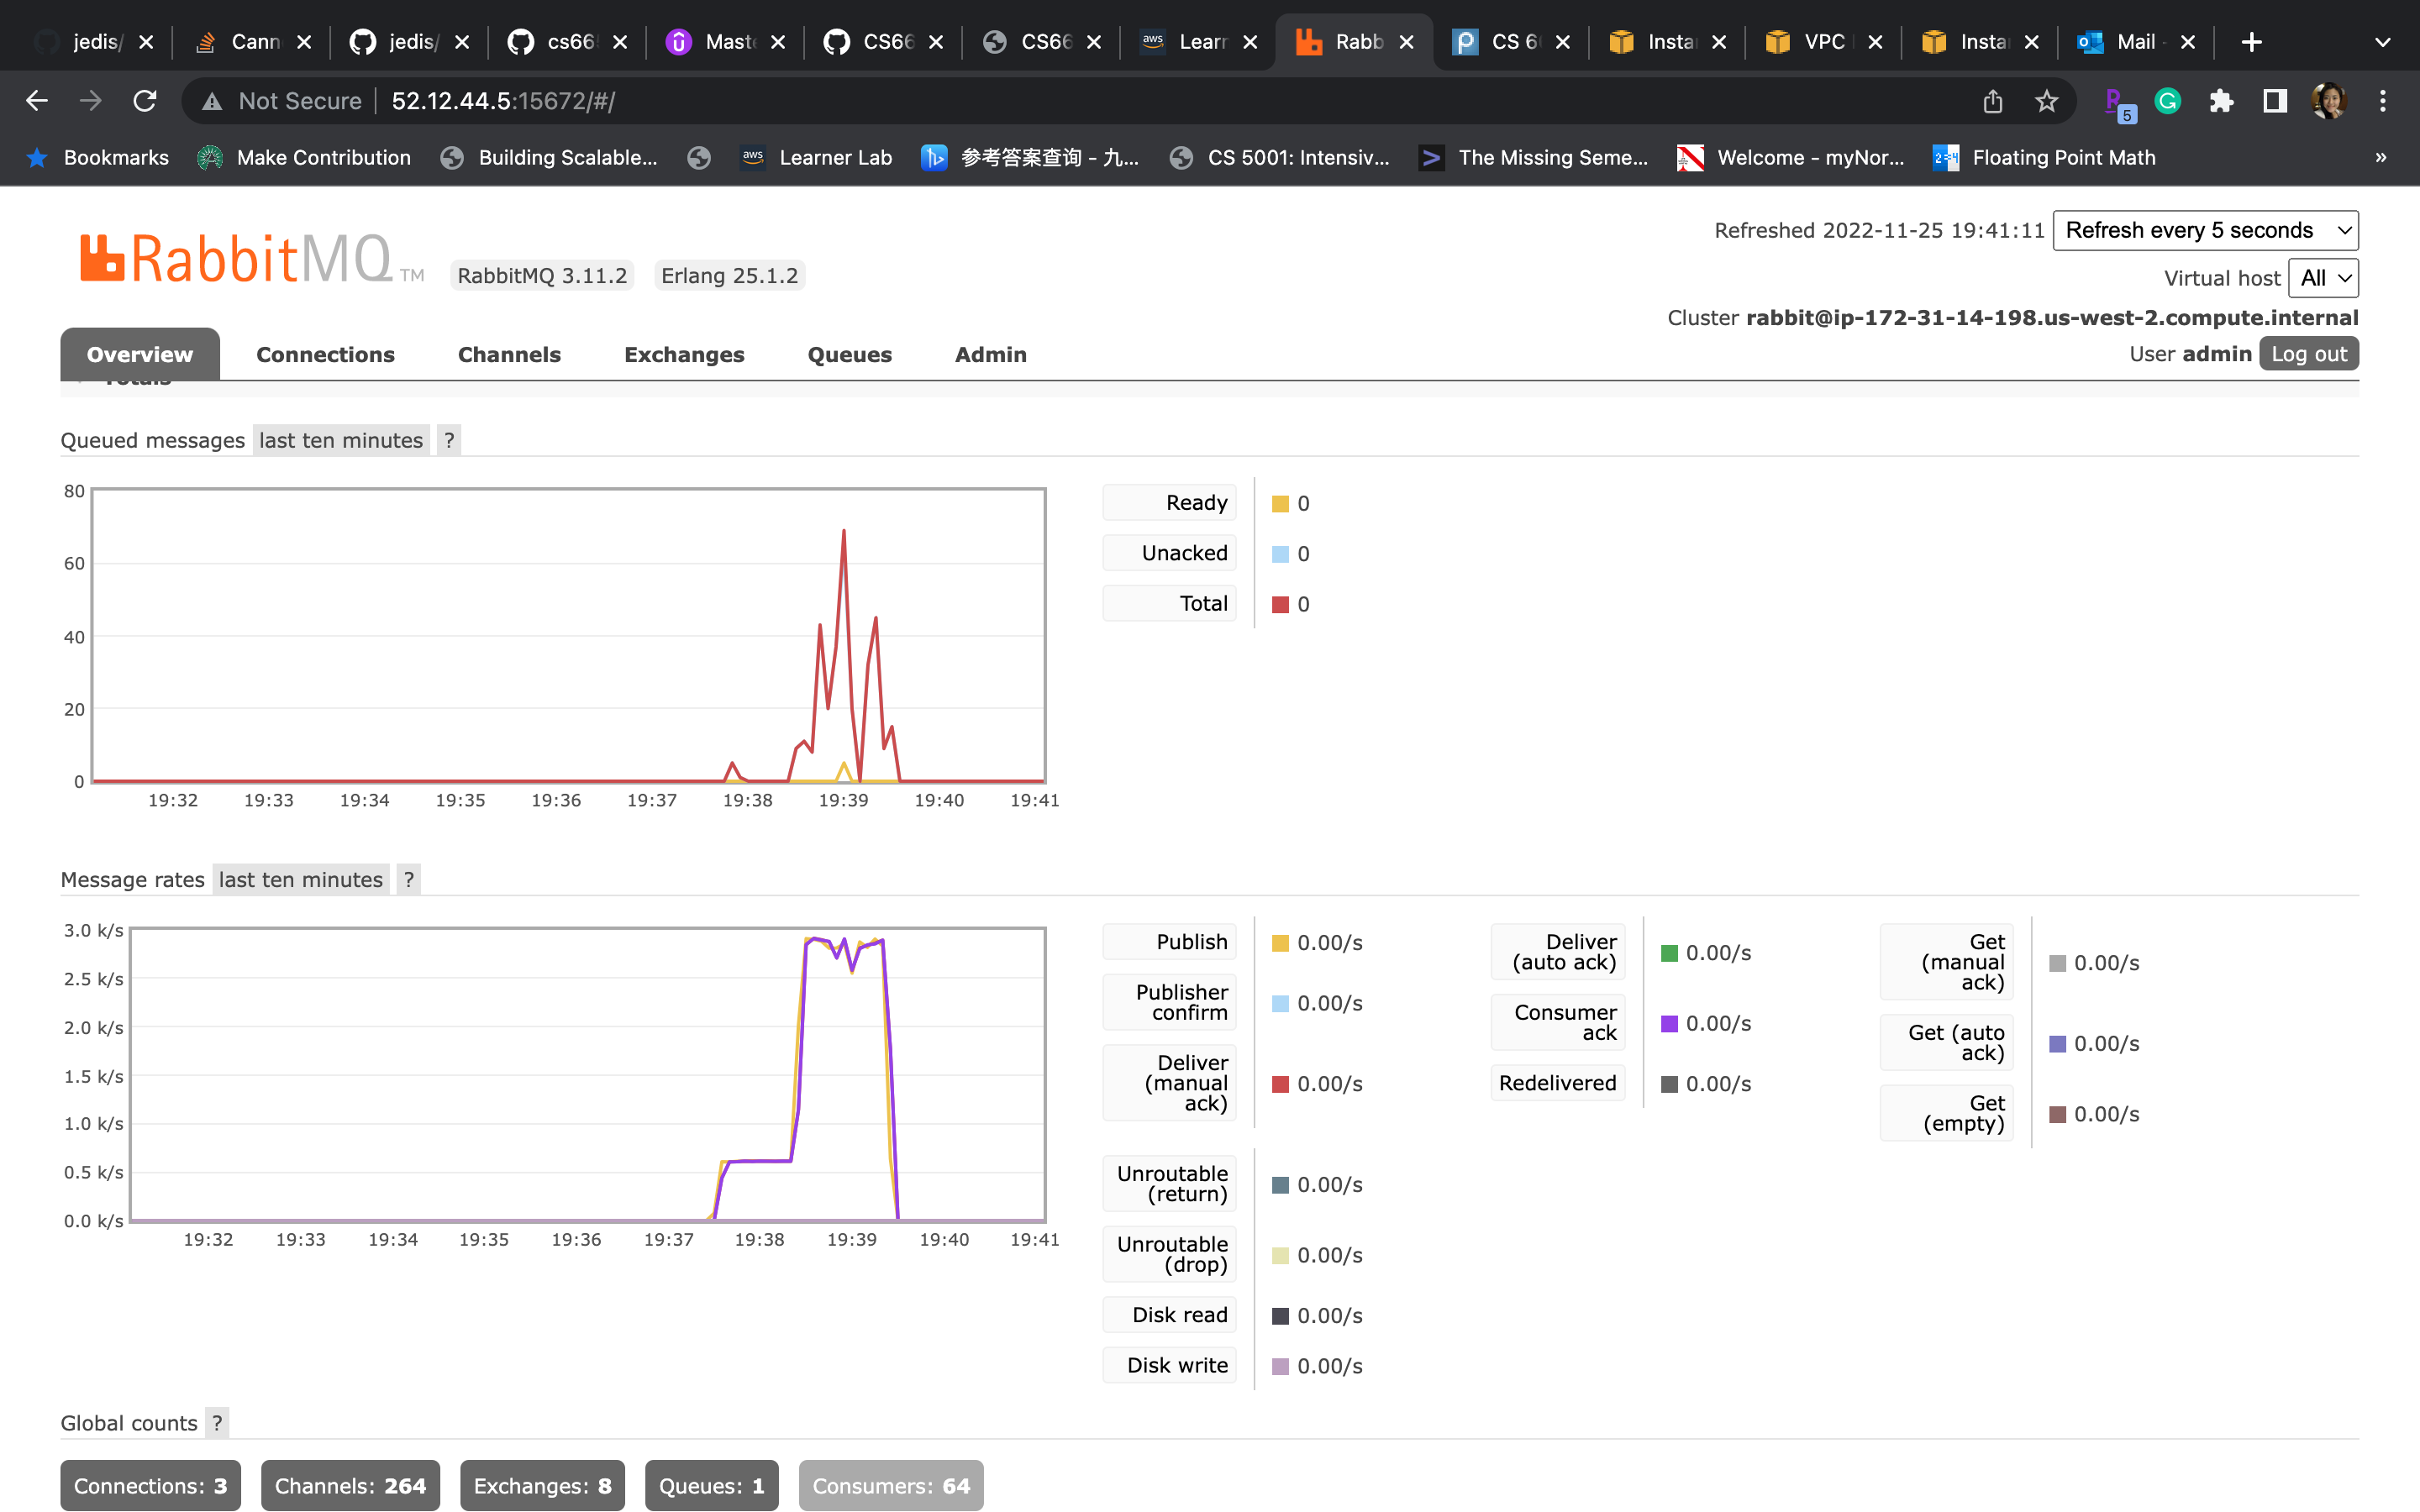 jedis/ Cann jedis/ cs66 Maste CS66 CS66 aws Learr Rabb CS 6 Insta VPC Insta Mail -
Not Secure 52.12.44.5:15672/#/ 5
Bookmarks Make Contribution Building Scalable... aws Learner Lab 参考答案查询 - 九... CS 5001: Intensiv... The Missing Seme... Welcome - myNor... Floating Point Math »
RabbitMQ TM RabbitMQ 3.11.2 Erlang 25.1.2
Refreshed 2022-11-25 19:41:11 Refresh every 5 seconds
Virtual host All
Cluster rabbit@ip-172-31-14-198.us-west-2.compute.internal
User admin Log out
Overview Connections Channels Exchanges Queues Admin
Totals
Queued messages last ten minutes ?
80
60
40
20
0
19:32 19:33 19:34 19:35 19:36 19:37 19:38 19:39 19:40 19:41
Ready 0
Unacked 0
Total 0
Message rates last ten minutes ?
3.0 k/s
2.5 k/s
2.0 k/s
1.5 k/s
1.0 k/s
0.5 k/s
0.0 k/s
19:32 19:33 19:34 19:35 19:36 19:37 19:38 19:39 19:40 19:41
Publish 0.00/s
Publisher
confirm 0.00/s
Deliver
(manual 0.00/s
ack)
Unroutable
(return) 0.00/s
Unroutable
(drop) 0.00/s
Disk read 0.00/s
Disk write 0.00/s
Deliver
(auto ack) 0.00/s
Consumer
ack 0.00/s
Redelivered 0.00/s
Get
(manual 0.00/s
ack)
Get (auto
ack) 0.00/s
Get
(empty) 0.00/s
Global counts ?
Connections: 3 Channels: 264 Exchanges: 8 Queues: 1 Consumers: 64